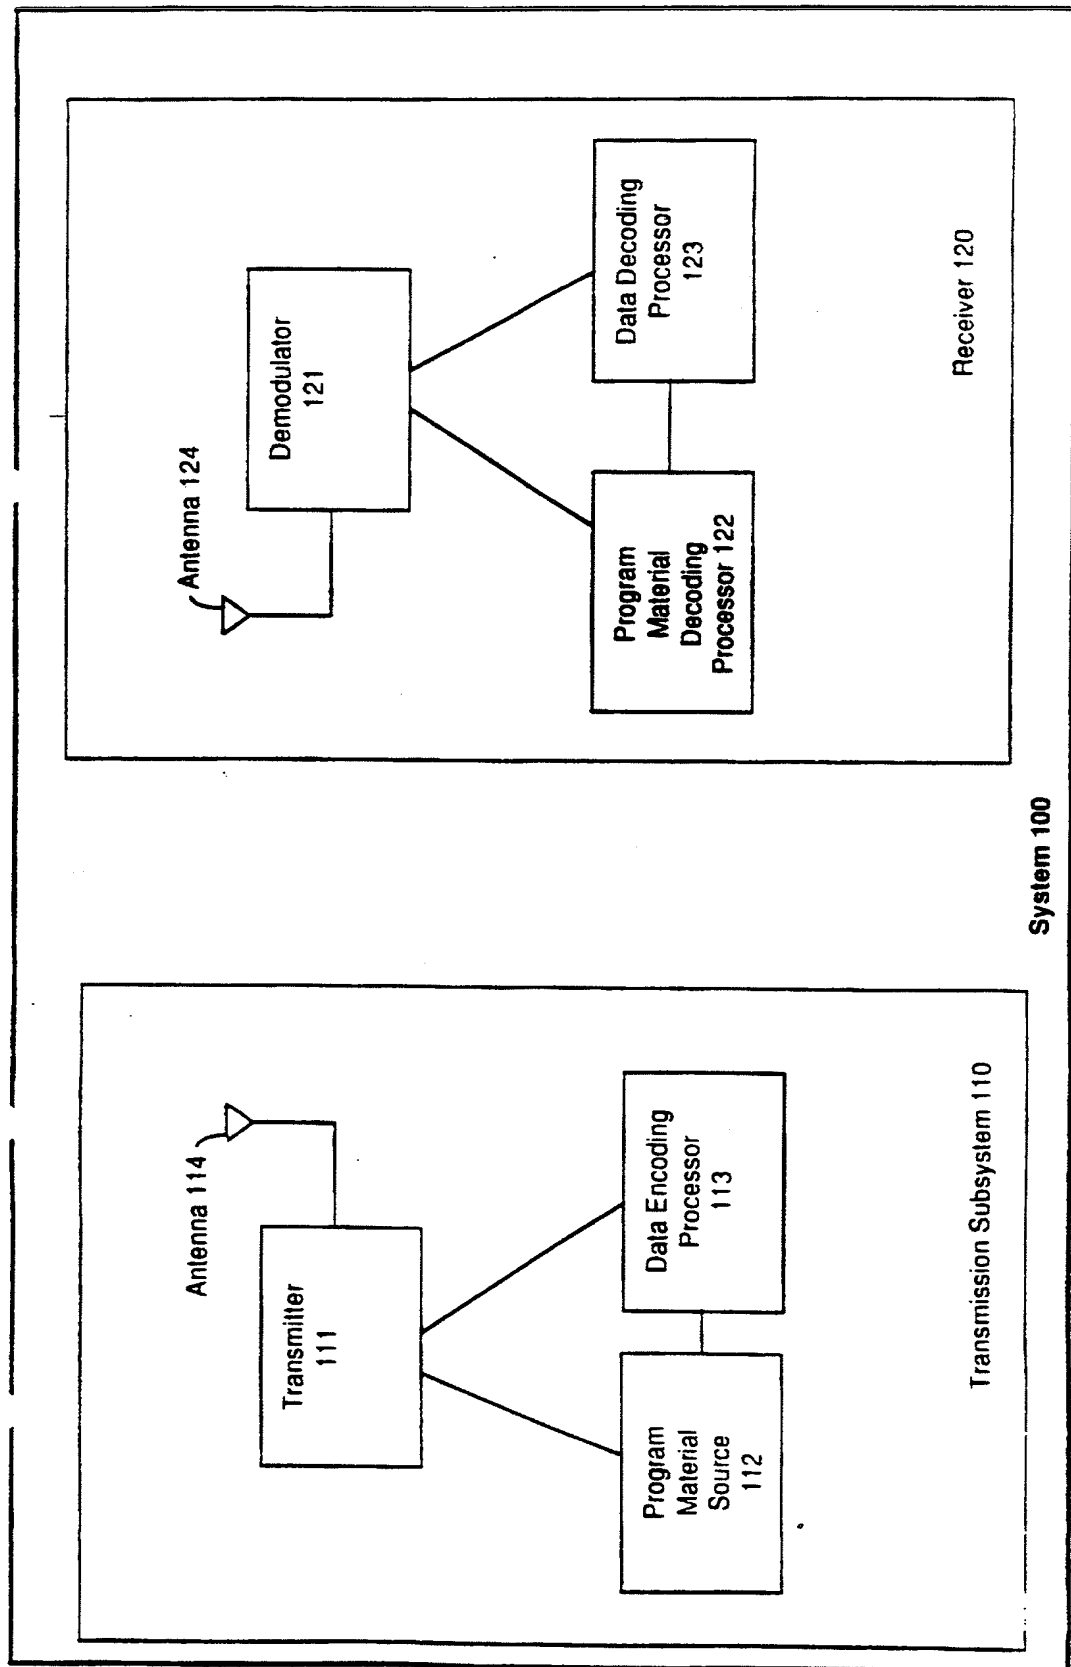 Antenna 114
Transmitter
111
Program
Material
Source
112
Data Encoding
Processor
113
Transmission Subsystem 110
Antenna 124
Demodulator
121
Program
Material
Decoding
Processor 122
Data Decoding
Processor
123
Receiver 120
System 100